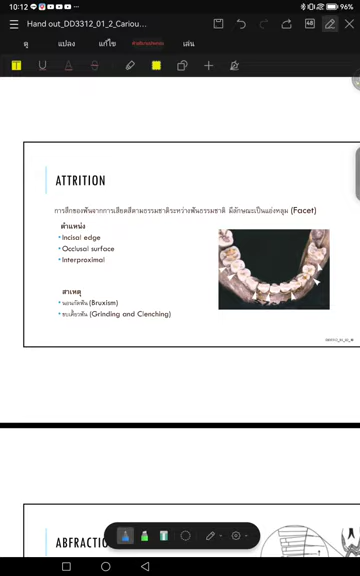 10:12
96%
Hand out_DD3312_01_2_Cariou...
48
ดู
แปลง
แก้ไข
เล่น
T U A S
ATTRITION
การสึกของฟันจากการเสียดสีตามธรรมชาติระหว่างฟันธรรมชาติ มีลักษณะเป็นแอ่งหลุม (Facet)
ตำแหน่ง
Incisal edge
Occlusal surface
Interproximal
สาเหตุ
นอนกัดฟัน (Bruxism)
ขบเคี้ยวฟัน (Grinding and Clenching)
ABFRACTIO